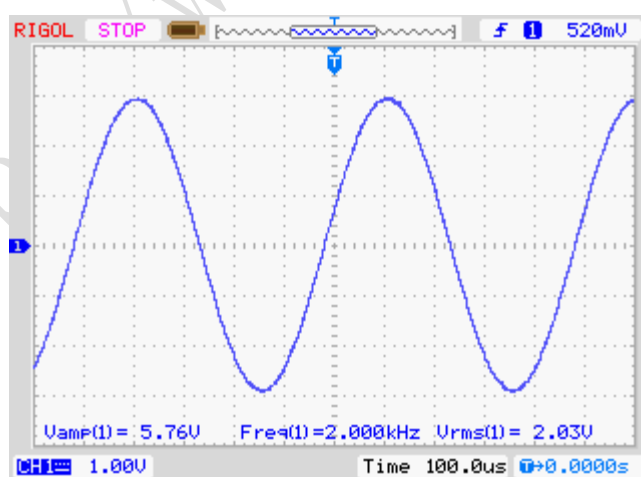 RIGOL STOP T 1 520mV
T
1
Vamp(1)= 5.76V Freq(1)=2.000kHz Vrms(1)= 2.03V
CH1 1.00V Time 100.0us T→0.0000s